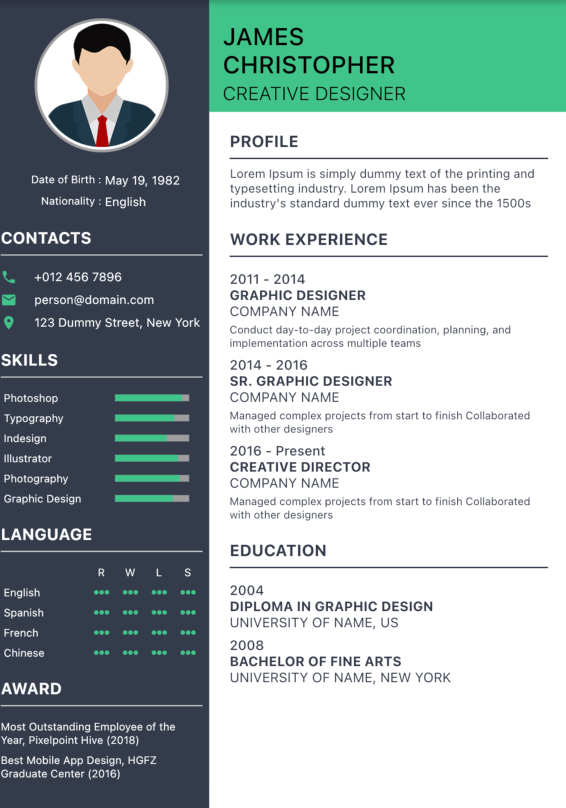 JAMES
CHRISTOPHER
CREATIVE DESIGNER
Date of Birth : May 19, 1982
Nationality : English
CONTACTS
+012 456 7896
person@domain.com
123 Dummy Street, New York
SKILLS
Photoshop
Typography
Indesign
Illustrator
Photography
Graphic Design
LANGUAGE
R W L S
English
Spanish
French
Chinese
AWARD
Most Outstanding Employee of the
Year, Pixelpoint Hive (2018)
Best Mobile App Design, HGFZ
Graduate Center (2016)
PROFILE
Lorem Ipsum is simply dummy text of the printing and
typesetting industry. Lorem Ipsum has been the
industry's standard dummy text ever since the 1500s
WORK EXPERIENCE
2011 - 2014
GRAPHIC DESIGNER
COMPANY NAME
Conduct day-to-day project coordination, planning, and
implementation across multiple teams
2014 - 2016
SR. GRAPHIC DESIGNER
COMPANY NAME
Managed complex projects from start to finish Collaborated
with other designers
2016 - Present
CREATIVE DIRECTOR
COMPANY NAME
Managed complex projects from start to finish Collaborated
with other designers
EDUCATION
2004
DIPLOMA IN GRAPHIC DESIGN
UNIVERSITY OF NAME, US
2008
BACHELOR OF FINE ARTS
UNIVERSITY OF NAME, NEW YORK